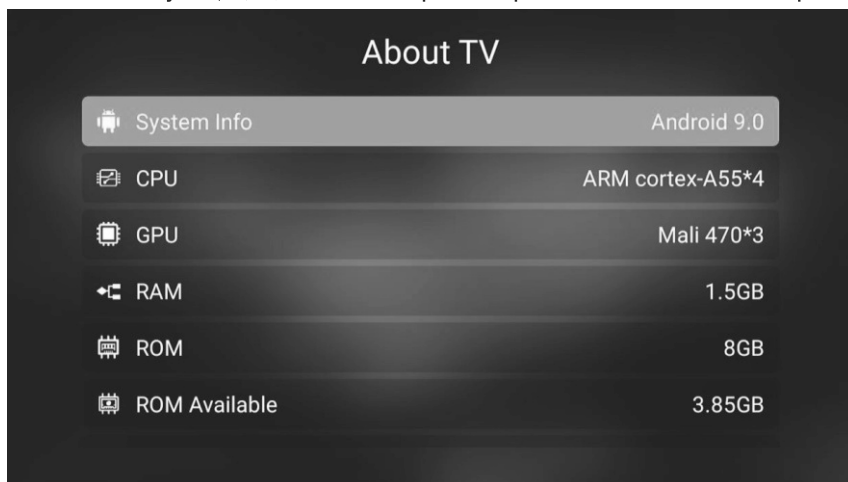 About TV
System Info Android 9.0
CPU ARM cortex-A55*4
GPU Mali 470*3
RAM 1.5GB
ROM 8GB
ROM Available 3.85GB